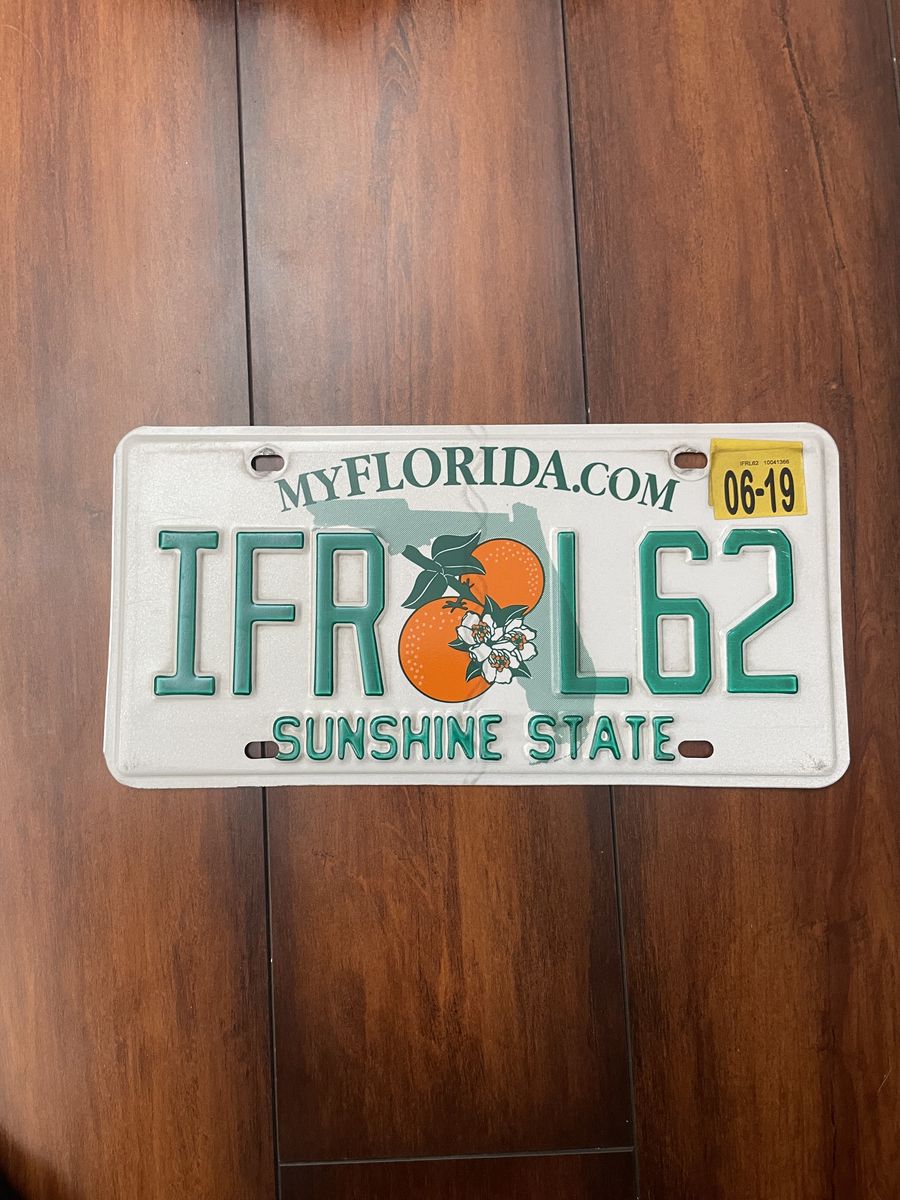 MYFLORIDA.COM
IFRL62 10041366
06-19
IFR L62
SUNSHINE STATE